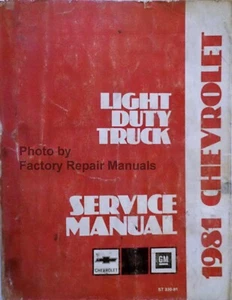 LIGHT
DUTY
TRUCK
Photo by
Factory Repair Manuals
SERVICE
MANUAL
CHEVROLET
GM
1981 CHEVROLET